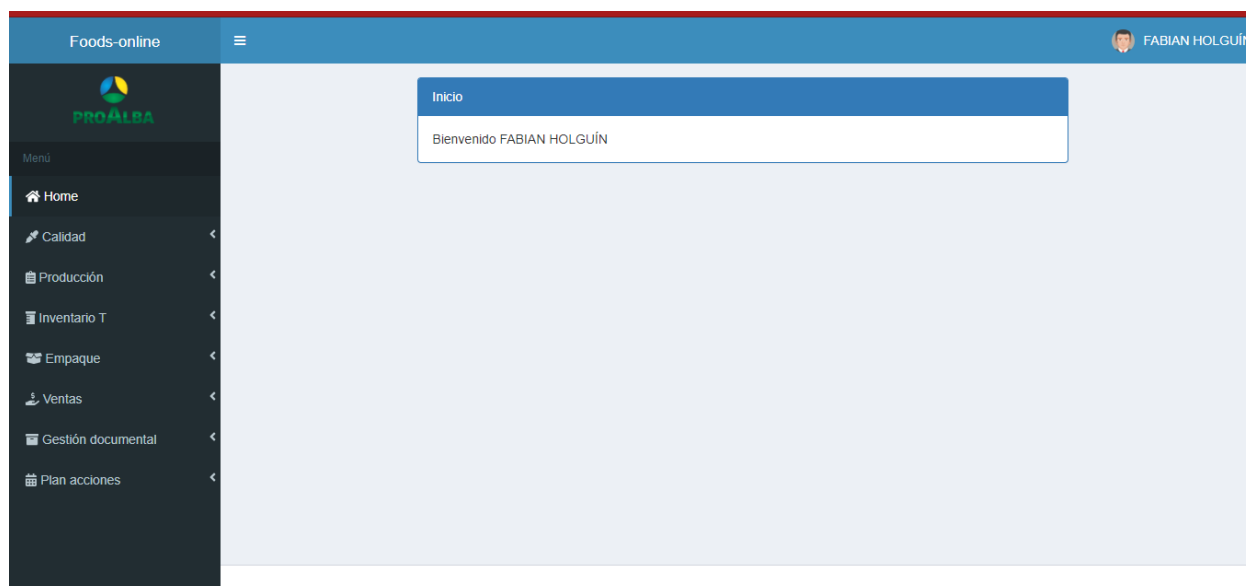 Foods-online
FABIAN HOLGUÍN
PROALBA
Menú
Home
Calidad
Producción
Inventario T
Empaque
Ventas
Gestión documental
Plan acciones
Inicio
Bienvenido FABIAN HOLGUÍN